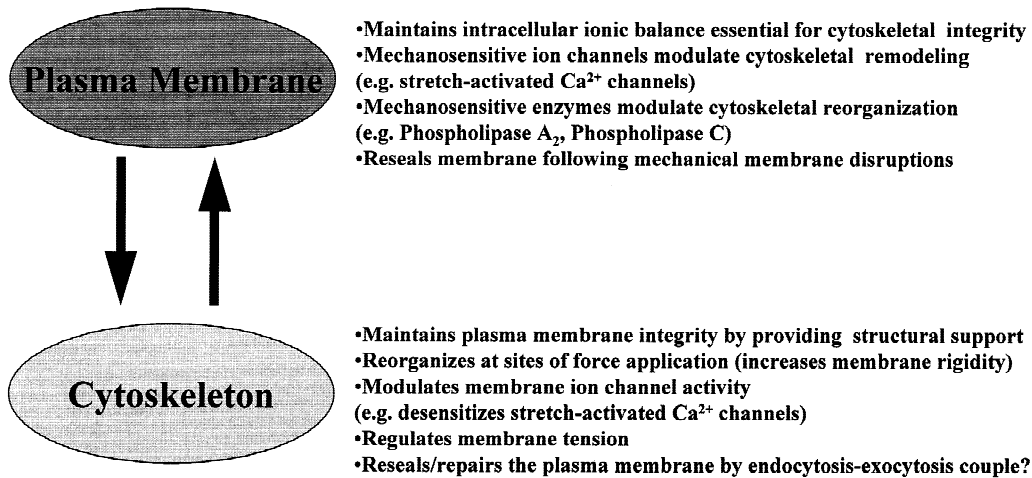 Plasma Membrane
•Maintains intracellular ionic balance essential for cytoskeletal integrity
•Mechanosensitive ion channels modulate cytoskeletal remodeling
(e.g. stretch-activated Ca²⁺ channels)
•Mechanosensitive enzymes modulate cytoskeletal reorganization
(e.g. Phospholipase A₂, Phospholipase C)
•Reseals membrane following mechanical membrane disruptions
Cytoskeleton
•Maintains plasma membrane integrity by providing structural support
•Reorganizes at sites of force application (increases membrane rigidity)
•Modulates membrane ion channel activity
(e.g. desensitizes stretch-activated Ca²⁺ channels)
•Regulates membrane tension
•Reseals/repairs the plasma membrane by endocytosis-exocytosis couple?